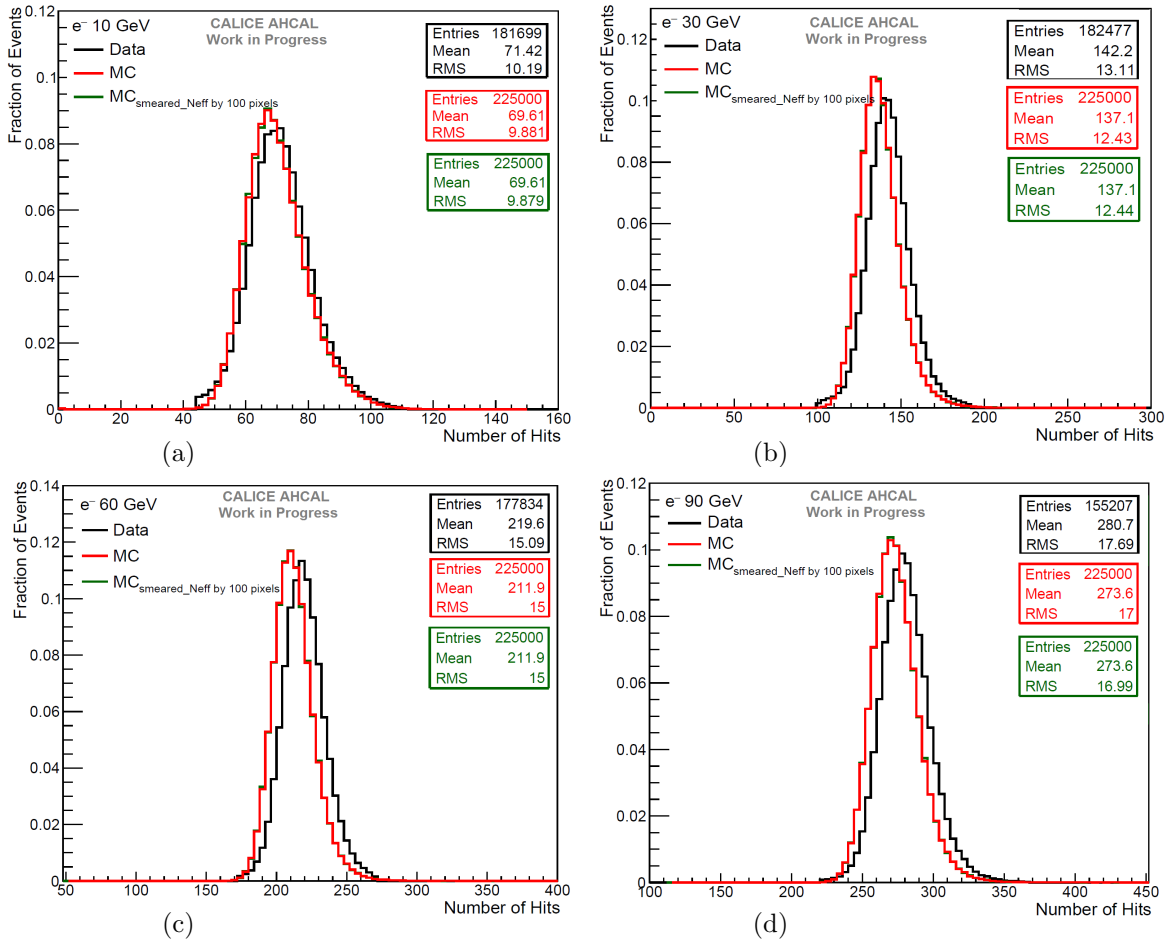 e⁻ 10 GeV
CALICE AHCAL
Work in Progress
Data
MC
MCsmeared_Neff by 100 pixels
Entries 181699
Mean 71.42
RMS 10.19
Entries 225000
Mean 69.61
RMS 9.881
Entries 225000
Mean 69.61
RMS 9.879
Fraction of Events
0.12
0.1
0.08
0.06
0.04
0.02
0
0 20 40 60 80 100 120 140 160
Number of Hits
(a)
e⁻ 30 GeV
CALICE AHCAL
Work in Progress
Data
MC
MCsmeared_Neff by 100 pixels
Entries 182477
Mean 142.2
RMS 13.11
Entries 225000
Mean 137.1
RMS 12.43
Entries 225000
Mean 137.1
RMS 12.44
Fraction of Events
0.12
0.1
0.08
0.06
0.04
0.02
0
0 50 100 150 200 250 300
Number of Hits
(b)
e⁻ 60 GeV
CALICE AHCAL
Work in Progress
Data
MC
MCsmeared_Neff by 100 pixels
Entries 177834
Mean 219.6
RMS 15.09
Entries 225000
Mean 211.9
RMS 15
Entries 225000
Mean 211.9
RMS 15
Fraction of Events
0.14
0.12
0.1
0.08
0.06
0.04
0.02
0
50 100 150 200 250 300 350 400
Number of Hits
(c)
e⁻ 90 GeV
CALICE AHCAL
Work in Progress
Data
MC
MCsmeared_Neff by 100 pixels
Entries 155207
Mean 280.7
RMS 17.69
Entries 225000
Mean 273.6
RMS 17
Entries 225000
Mean 273.6
RMS 16.99
Fraction of Events
0.12
0.1
0.08
0.06
0.04
0.02
0
100 150 200 250 300 350 400 450
Number of Hits
(d)